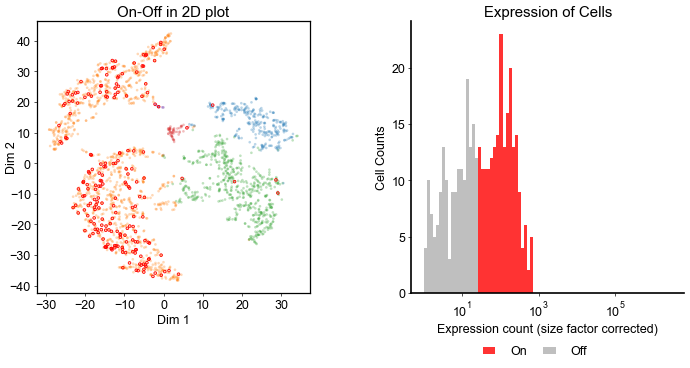 On-Off in 2D plot
40
30
20
10
0
−10
−20
−30
−40
Dim 2
−30 −20 −10 0 10 20 30
Dim 1
Expression of Cells
20
15
10
5
0
Cell Counts
10^1 10^3 10^5
Expression count (size factor corrected)
On Off